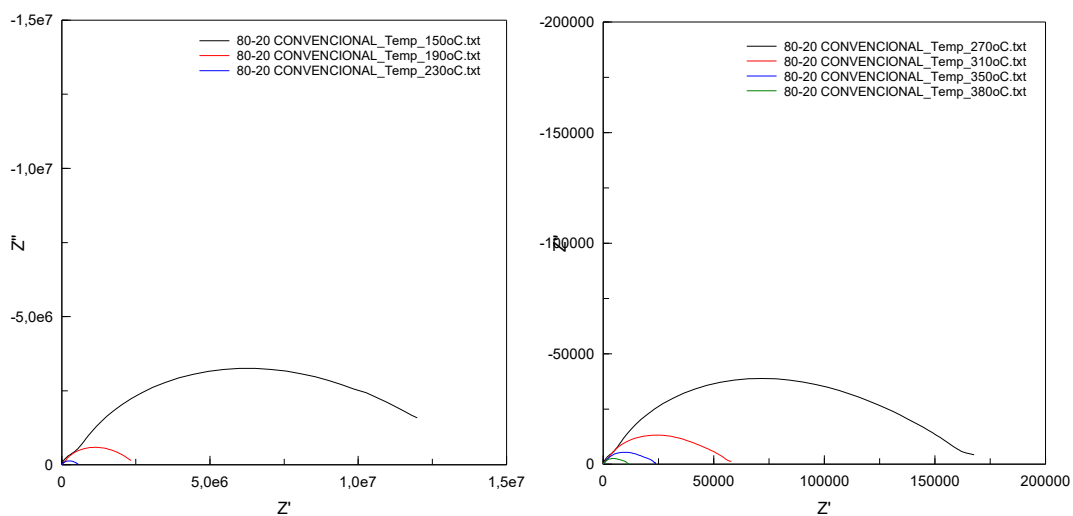 -1,5e7
80-20 CONVENCIONAL_Temp_150oC.txt
80-20 CONVENCIONAL_Temp_190oC.txt
80-20 CONVENCIONAL_Temp_230oC.txt
-1,0e7
Z''
-5,0e6
0
0
5,0e6
1,0e7
1,5e7
Z'
-200000
80-20 CONVENCIONAL_Temp_270oC.txt
80-20 CONVENCIONAL_Temp_310oC.txt
80-20 CONVENCIONAL_Temp_350oC.txt
80-20 CONVENCIONAL_Temp_380oC.txt
-150000
-100000
Z''
-50000
0
0
50000
100000
150000
200000
Z'